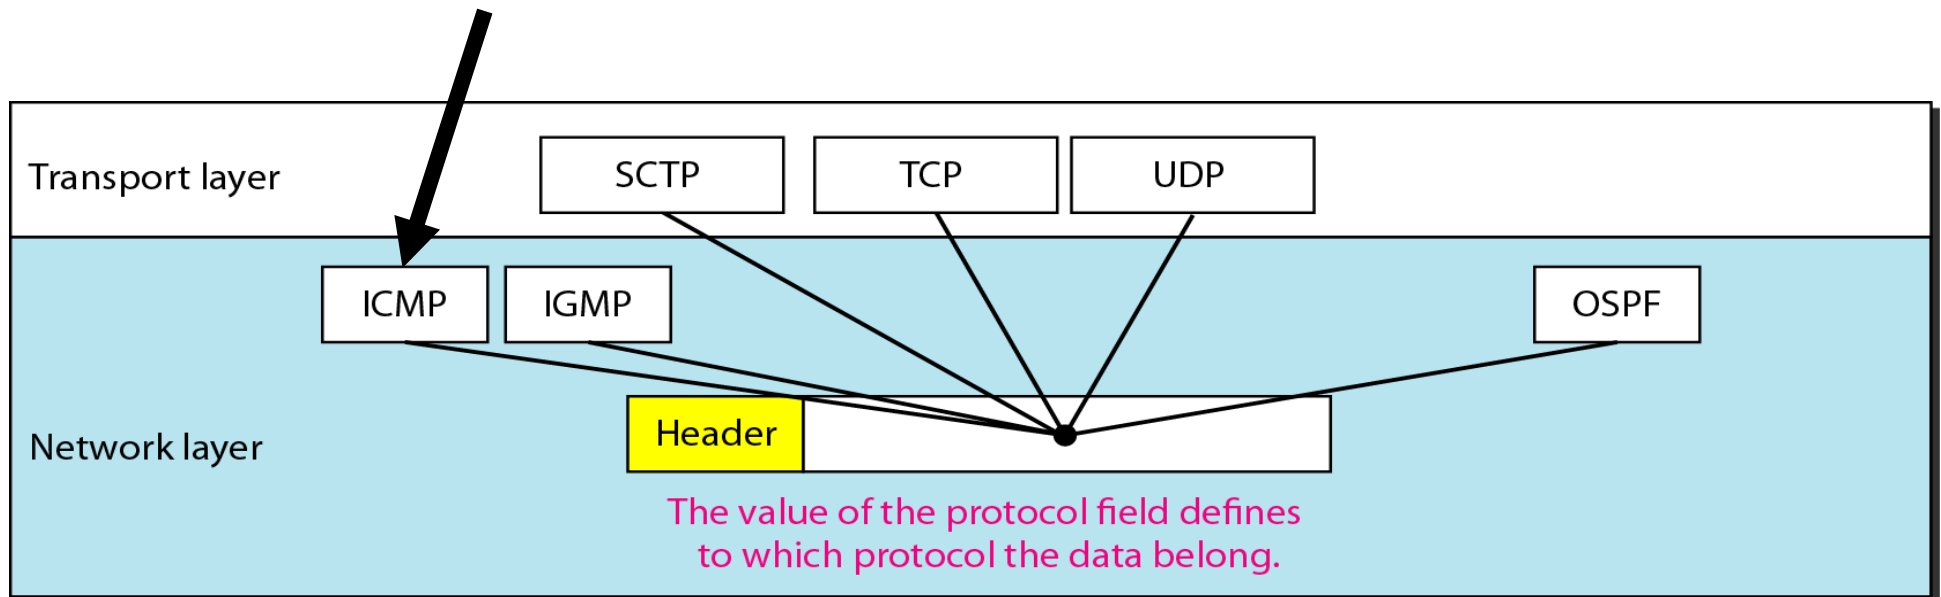 Transport layer
SCTP
TCP
UDP
ICMP
IGMP
OSPF
Network layer
Header
The value of the protocol field defines
to which protocol the data belong.